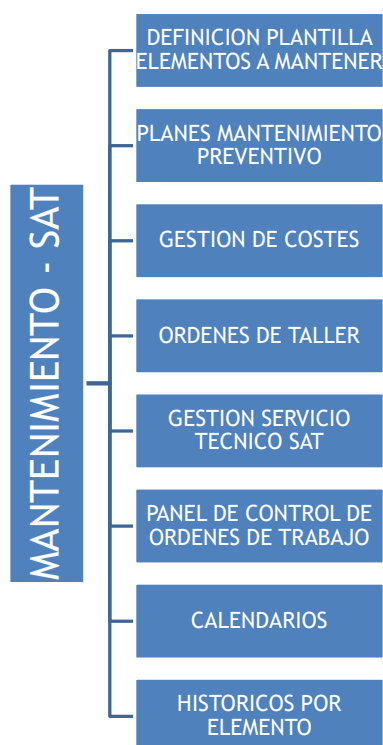 MANTENIMIENTO - SAT
DEFINICION PLANTILLA
ELEMENTOS A MANTENER
PLANES MANTENIMIENTO
PREVENTIVO
GESTION DE COSTES
ORDENES DE TALLER
GESTION SERVICIO
TECNICO SAT
PANEL DE CONTROL DE
ORDENES DE TRABAJO
CALENDARIOS
HISTORICOS POR
ELEMENTO